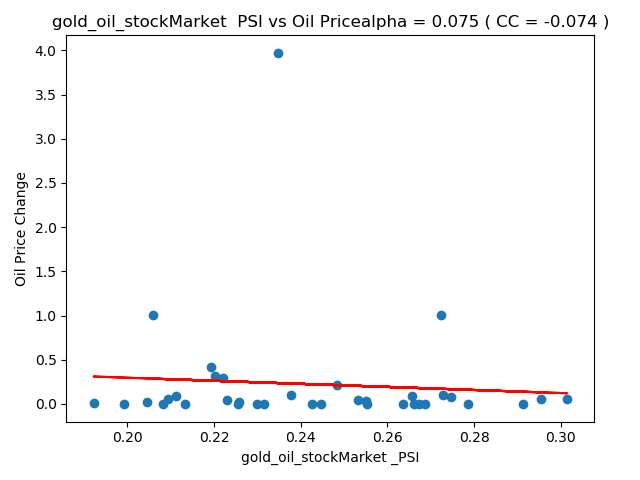 gold_oil_stockMarket  PSI vs Oil Pricealpha = 0.075 ( CC = -0.074 )
4.0
3.5
3.0
2.5
2.0
1.5
1.0
0.5
0.0
Oil Price Change
0.20 0.22 0.24 0.26 0.28 0.30
gold_oil_stockMarket _PSI